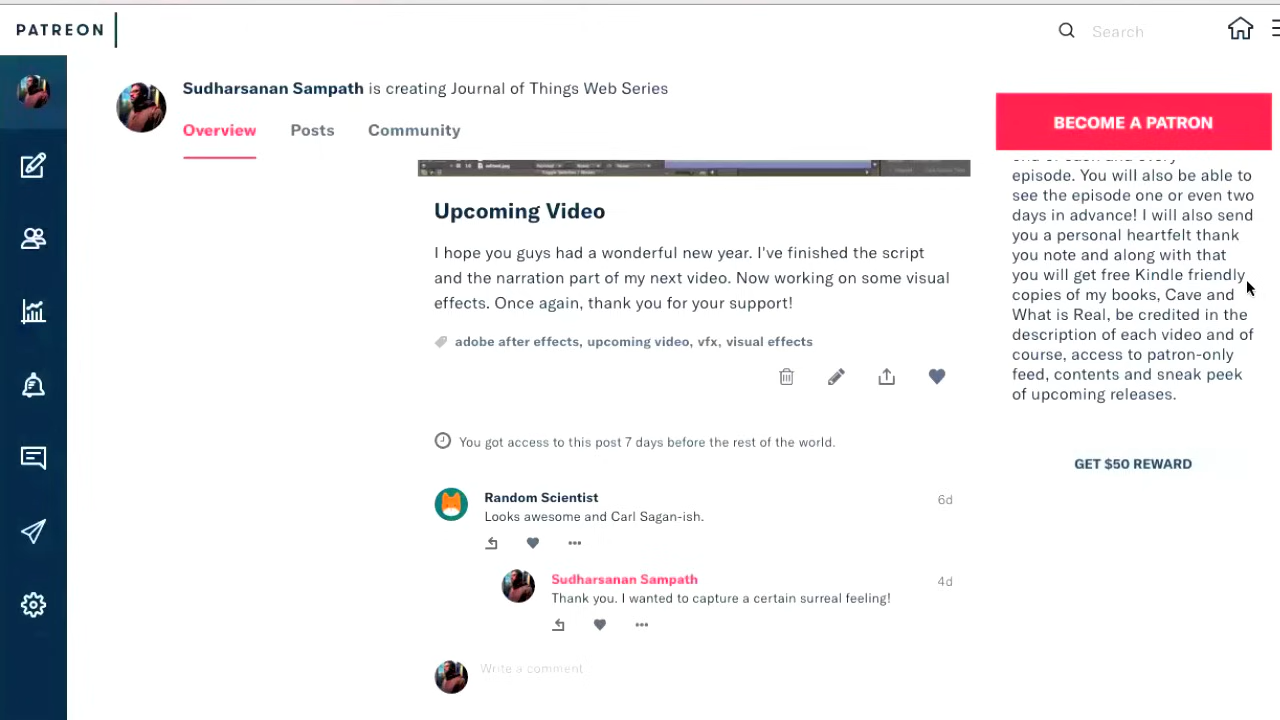 PATREON
Search
Sudharsanan Sampath is creating Journal of Things Web Series
Overview
Posts
Community
BECOME A PATRON
Upcoming Video
I hope you guys had a wonderful new year. I've finished the script
and the narration part of my next video. Now working on some visual
effects. Once again, thank you for your support!
adobe after effects, upcoming video, vfx, visual effects
You got access to this post 7 days before the rest of the world.
Random Scientist
6d
Looks awesome and Carl Sagan-ish.
Sudharsanan Sampath
4d
Thank you. I wanted to capture a certain surreal feeling!
Write a comment
end of each and every
episode. You will also be able to
see the episode one or even two
days in advance! I will also send
you a personal heartfelt thank
you note and along with that
you will get free Kindle friendly
copies of my books, Cave and
What is Real, be credited in the
description of each video and of
course, access to patron-only
feed, contents and sneak peek
of upcoming releases.
GET $50 REWARD